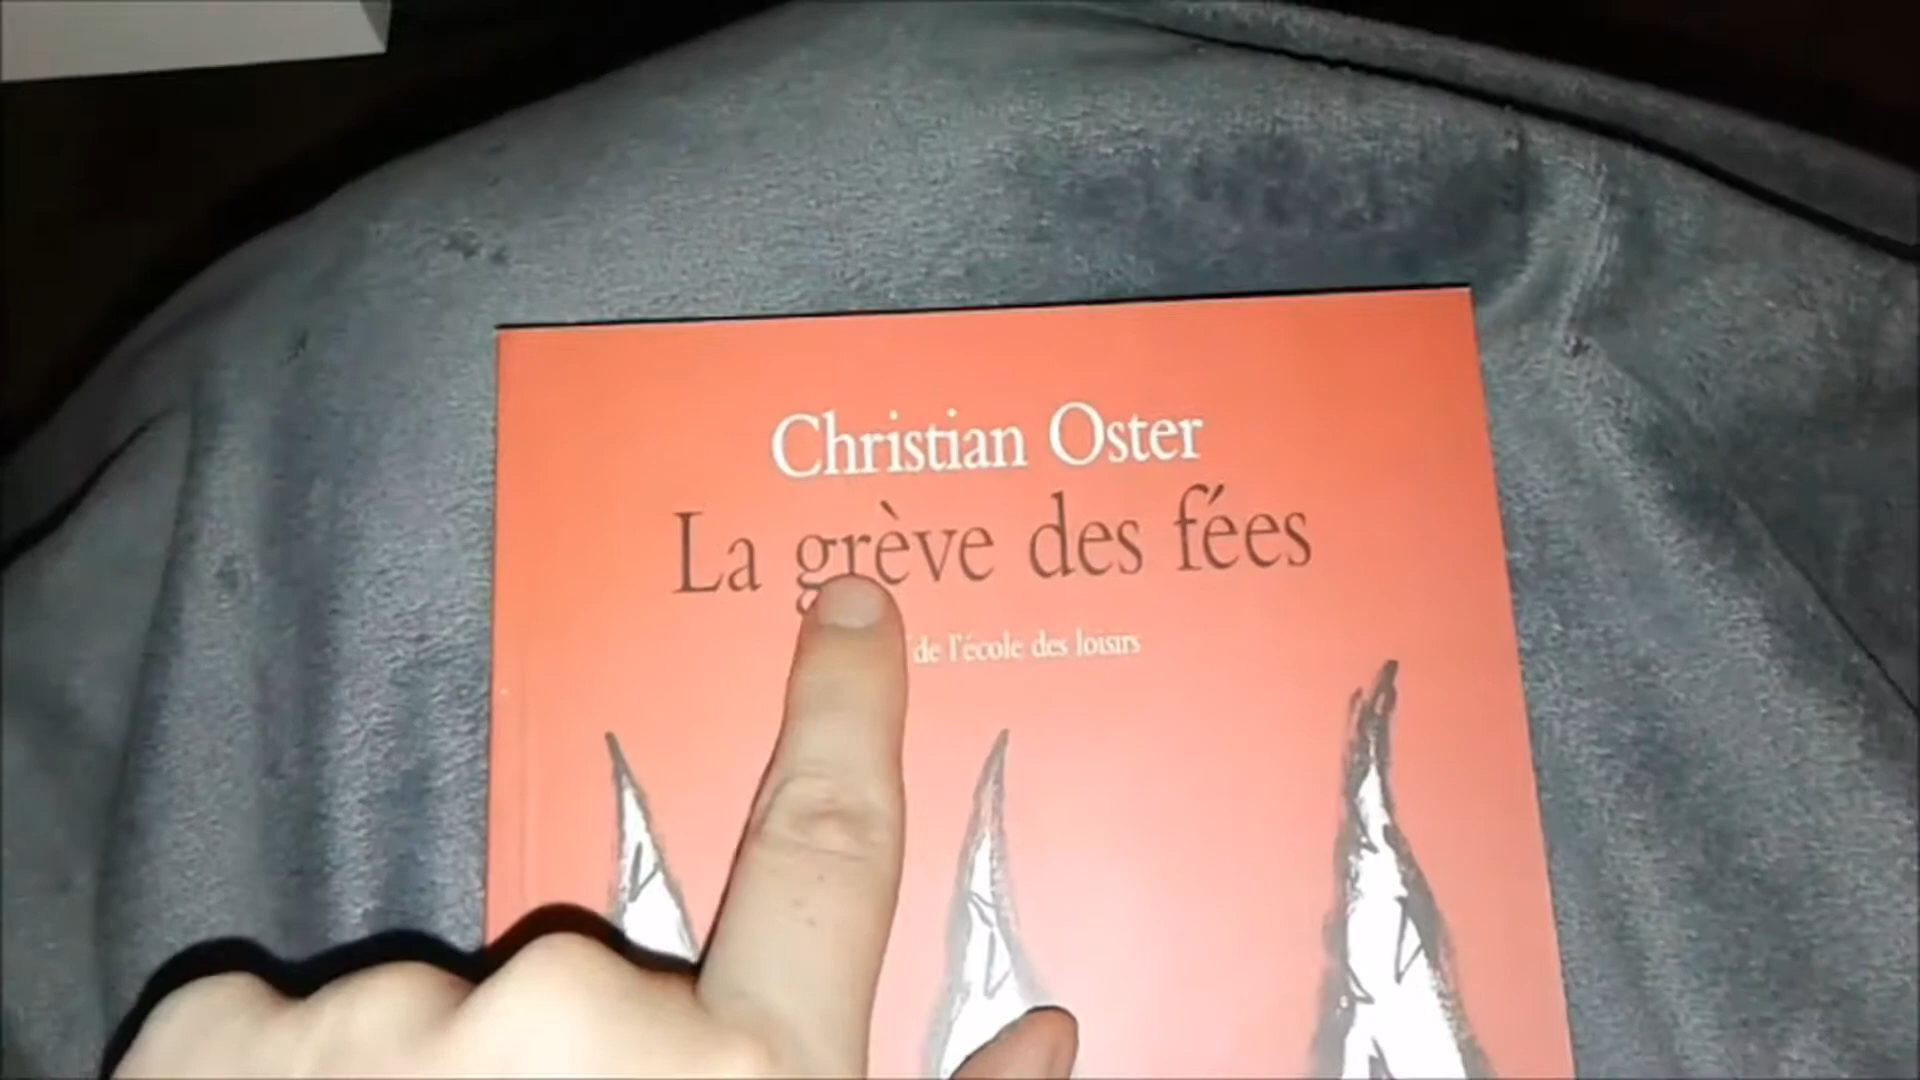 Christian Oster
La grève des fées
de l'école des loisirs